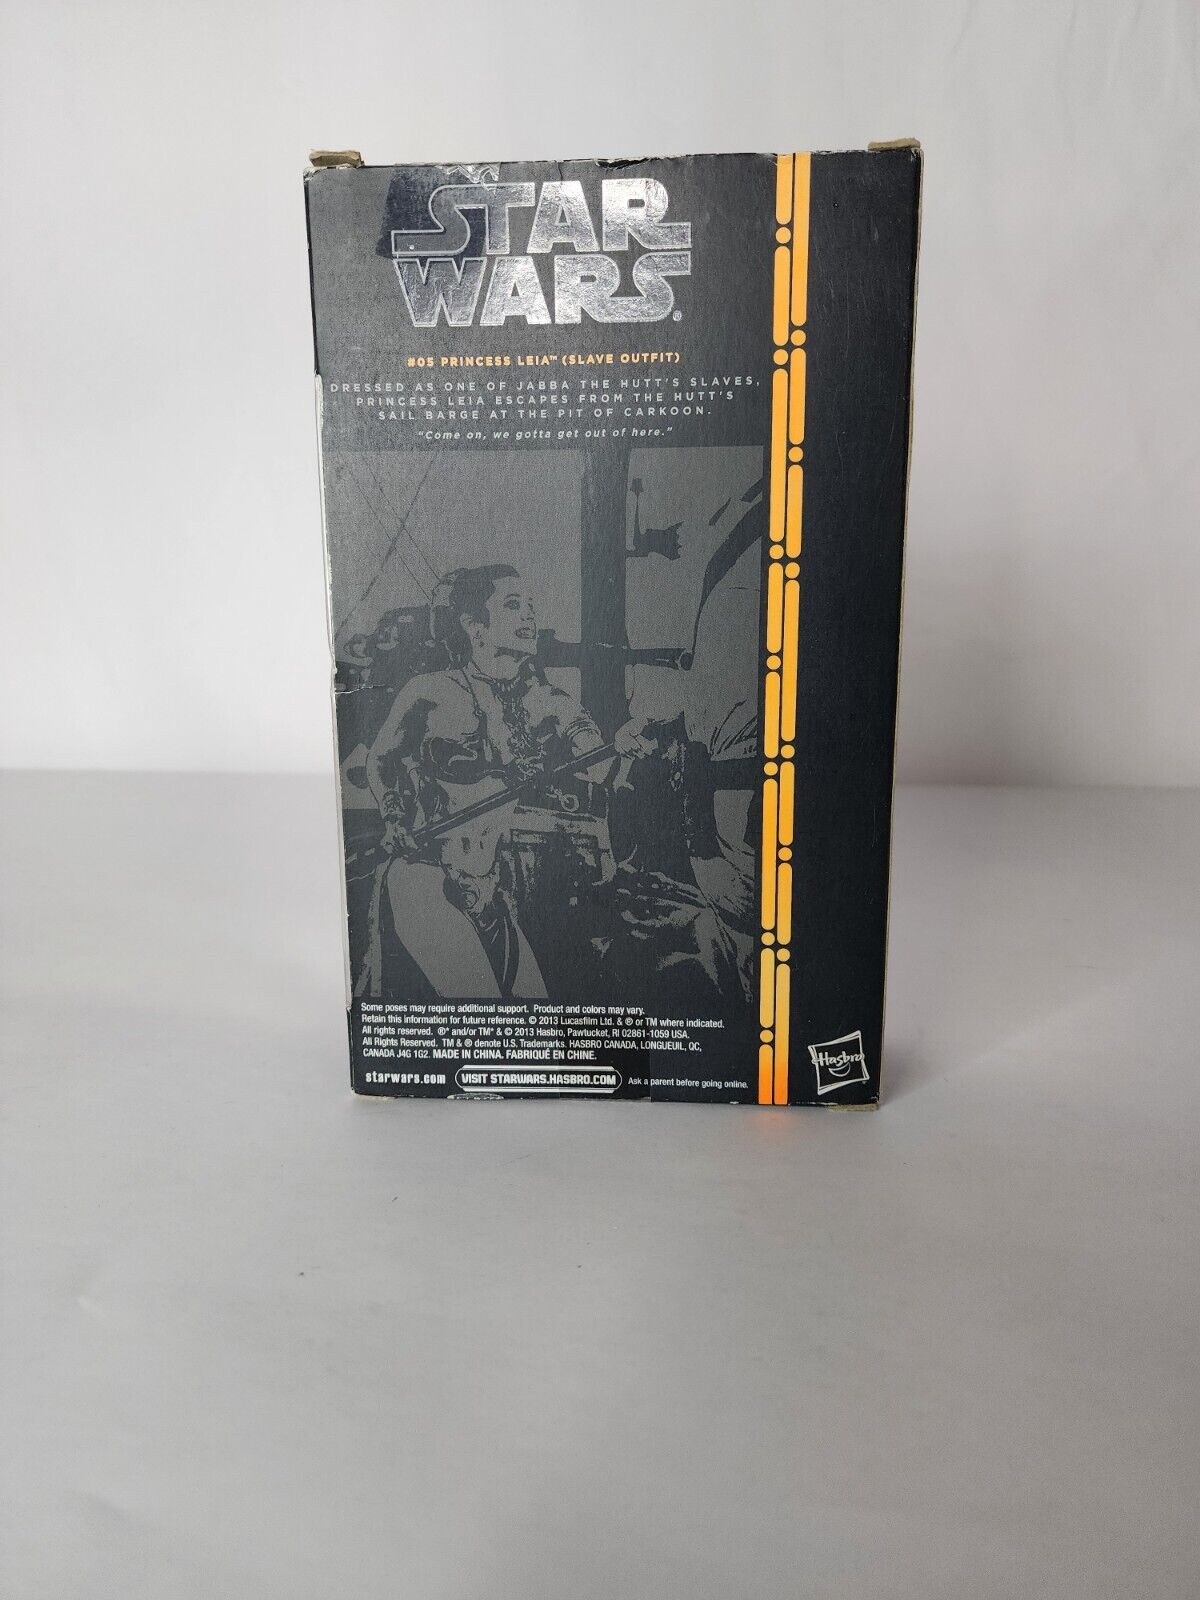 STAR
WARS®
#05 PRINCESS LEIA™ (SLAVE OUTFIT)
DRESSED AS ONE OF JABBA THE HUTT'S SLAVES,
PRINCESS LEIA ESCAPES FROM THE HUTT'S
SAIL BARGE AT THE PIT OF CARKOON.
"Come on, we gotta get out of here."
Some poses may require additional support. Product and colors may vary.
Retain this information for future reference. © 2013 Lucasfilm Ltd. & ® or TM where indicated.
All rights reserved. ®* and/or TM* & © 2013 Hasbro, Pawtucket, RI 02861-1059 USA.
All Rights Reserved. TM & ® denote U.S. Trademarks. HASBRO CANADA, LONGUEUIL, QC,
CANADA J4G 1G2. MADE IN CHINA. FABRIQUÉ EN CHINE.
starwars.com VISIT STARWARS.HASBRO.COM Ask a parent before going online.
Hasbro